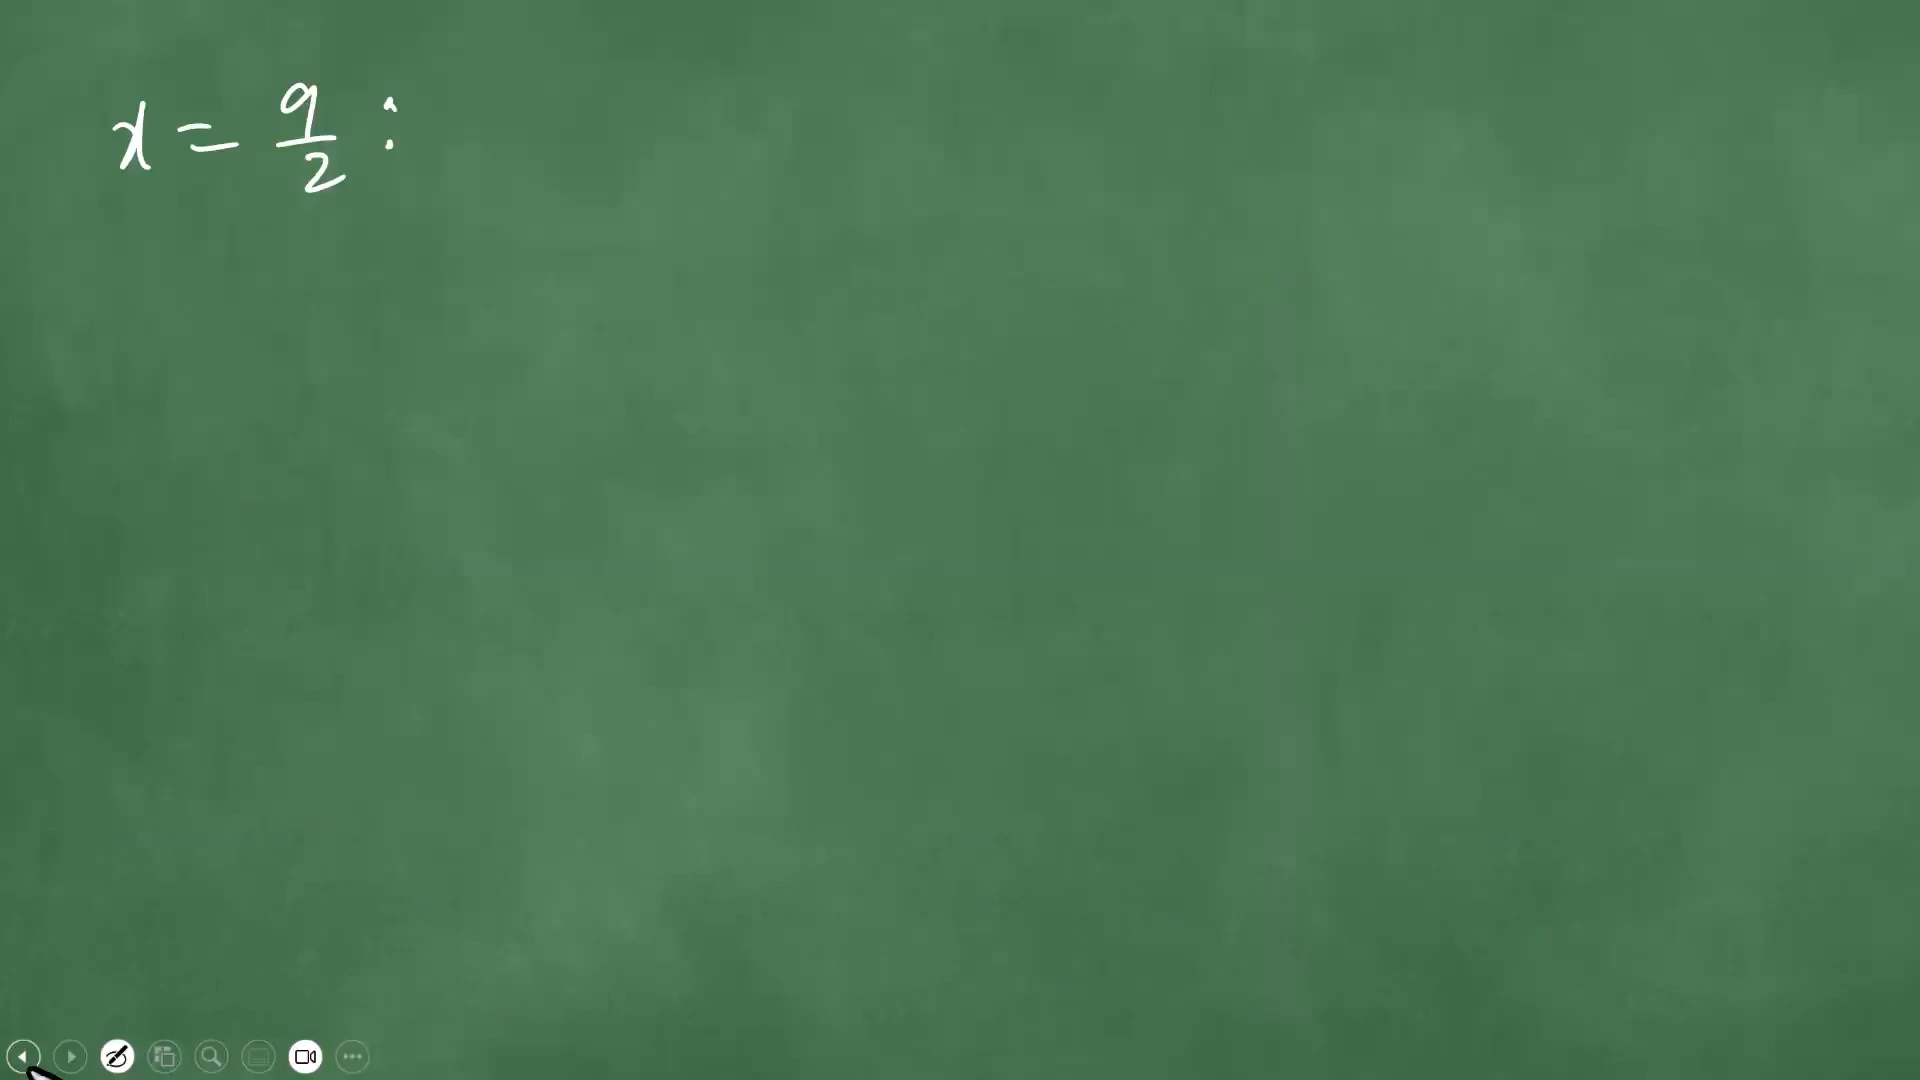 x = 9/2 :